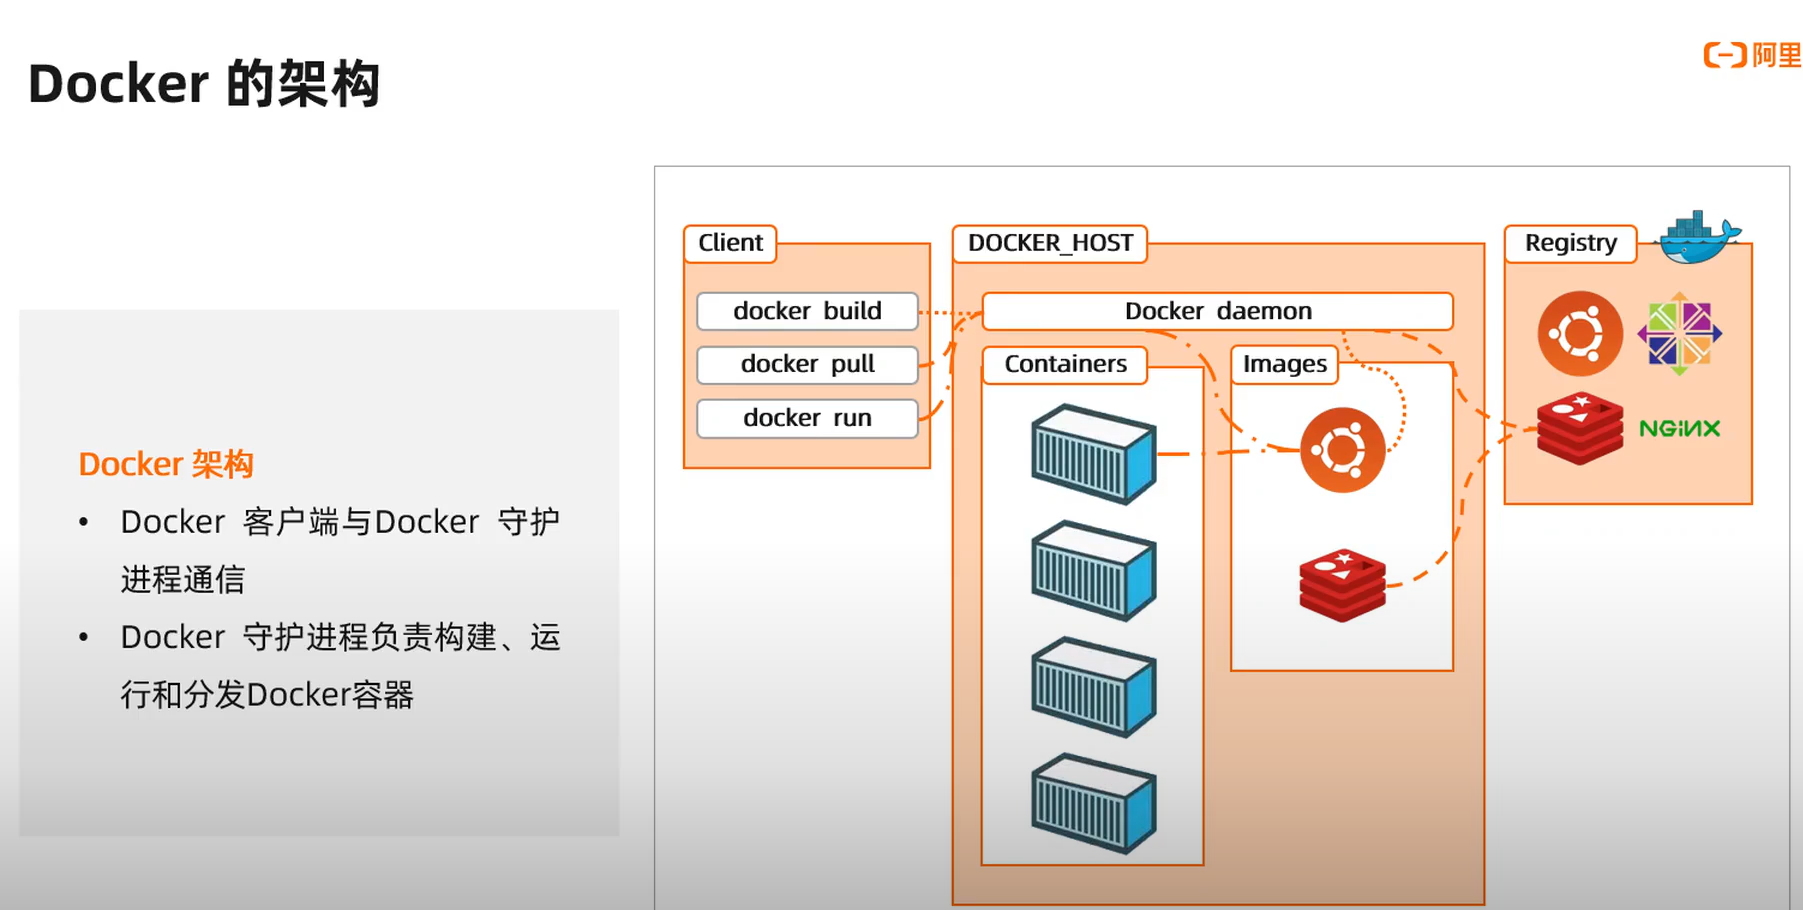 Docker 的架构
阿里
Docker 架构
• Docker 客户端与Docker 守护
进程通信
• Docker 守护进程负责构建、运
行和分发Docker容器
Client
docker build
docker pull
docker run
DOCKER_HOST
Docker daemon
Containers
Images
Registry
NGiNX